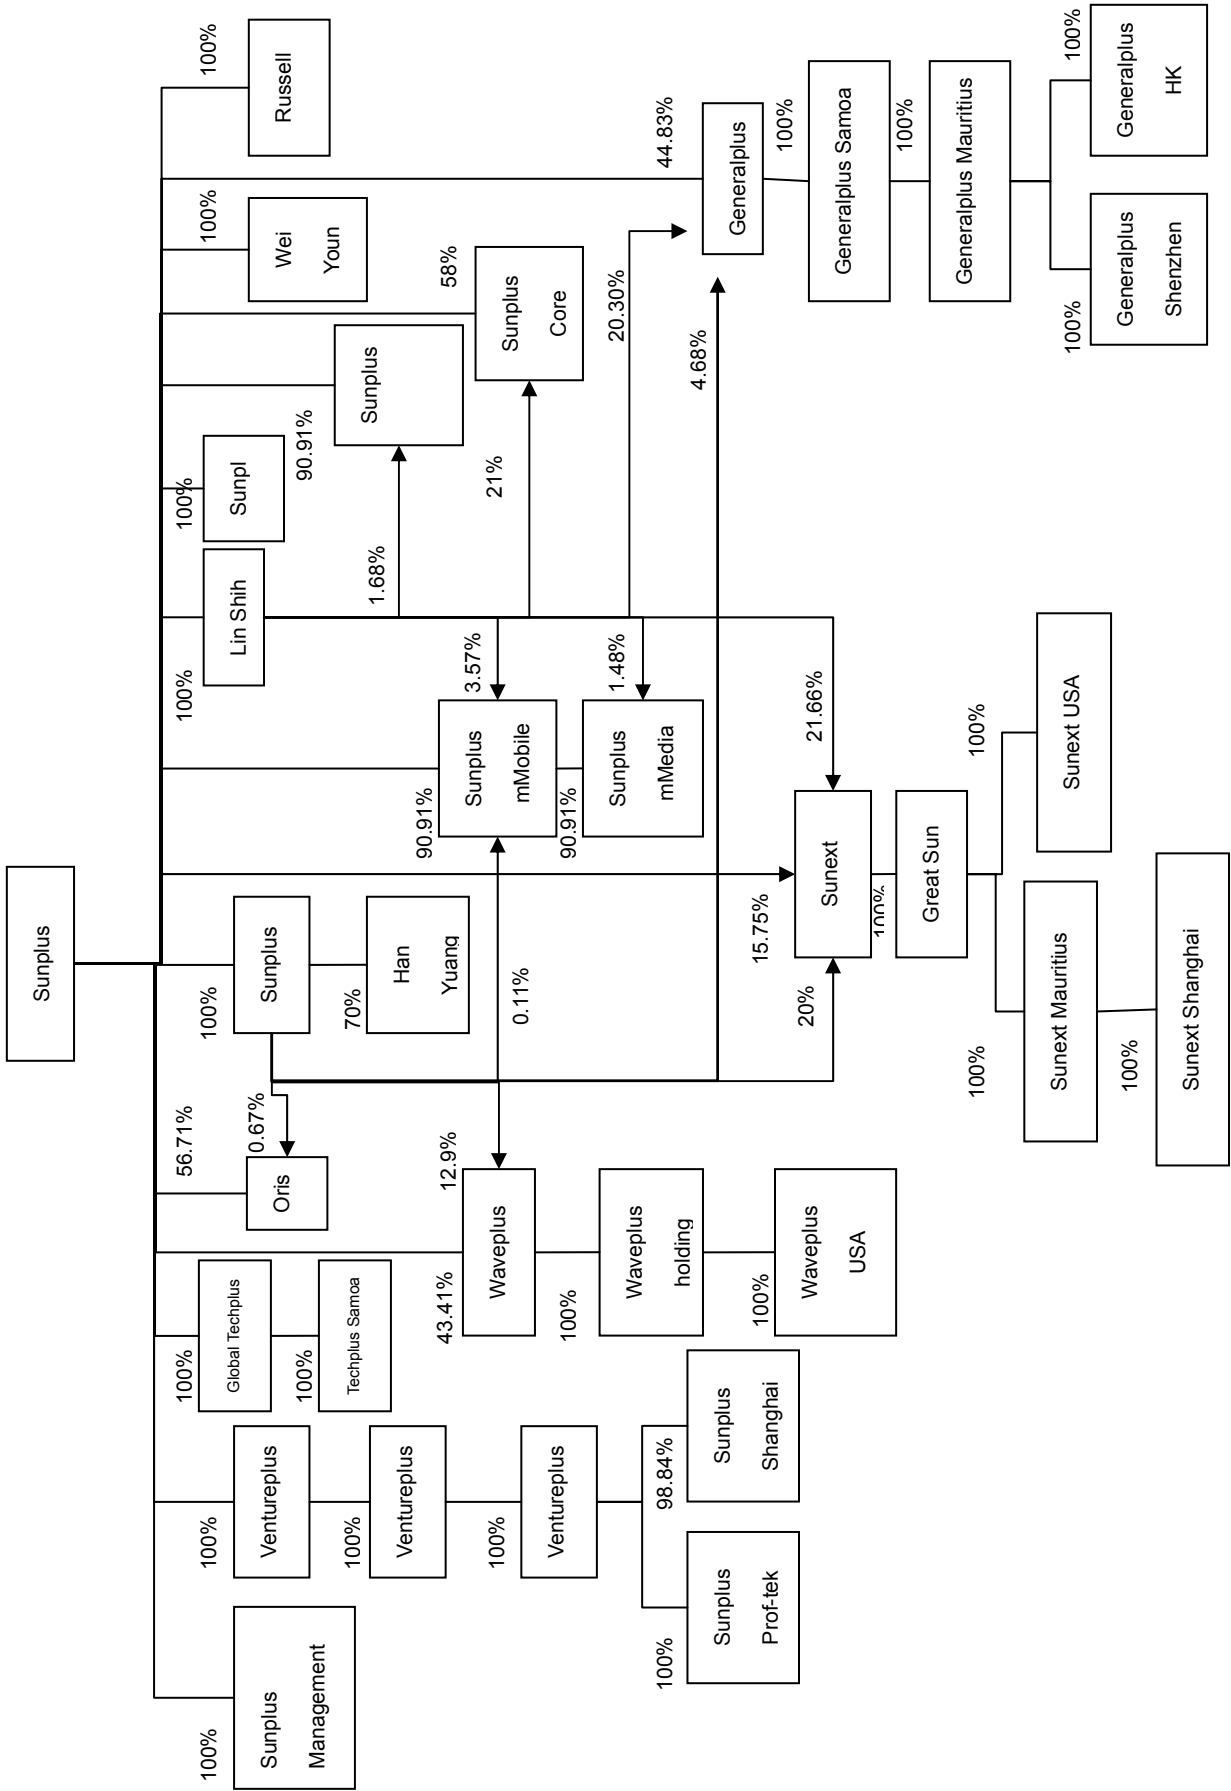 Sunplus
100%
Sunplus
Management
100%
Ventureplus
100%
Ventureplus
100%
Ventureplus
100%
Sunplus
Prof-tek
98.84%
Sunplus
Shanghai
100%
Global Techplus
100%
Techplus Samoa
43.41%
12.9%
Waveplus
100%
Waveplus
holding
100%
Waveplus
USA
56.71%
0.67%
Oris
100%
Sunplus
70%
Han
Yuang
0.11%
90.91%
3.57%
Sunplus
mMobile
90.91%
1.48%
Sunplus
mMedia
20%
15.75%
21.66%
Sunext
100%
Great Sun
100%
Sunext Mauritius
100%
Sunext Shanghai
100%
Sunext USA
100%
Lin Shih
100%
Sunpl
90.91%
1.68%
Sunplus
58%
21%
Sunplus
Core
100%
Wei
Youn
100%
Russell
44.83%
20.30%
4.68%
Generalplus
100%
Generalplus Samoa
100%
Generalplus Mauritius
100%
Generalplus
Shenzhen
100%
Generalplus
HK